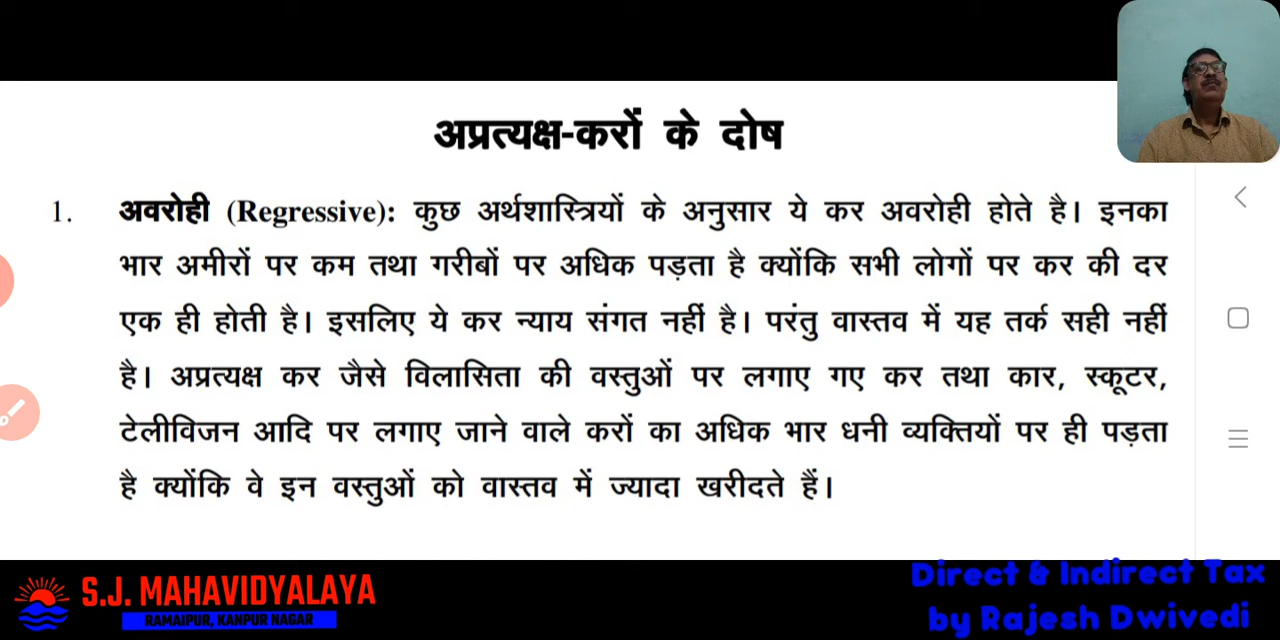 अप्रत्यक्ष-करों के दोष
1. अवरोही (Regressive): कुछ अर्थशास्त्रियों के अनुसार ये कर अवरोही होते है। इनका
भार अमीरों पर कम तथा गरीबों पर अधिक पड़ता है क्योंकि सभी लोगों पर कर की दर
एक ही होती है। इसलिए ये कर न्याय संगत नहीं है। परंतु वास्तव में यह तर्क सही नहीं
है। अप्रत्यक्ष कर जैसे विलासिता की वस्तुओं पर लगाए गए कर तथा कार, स्कूटर,
टेलीविजन आदि पर लगाए जाने वाले करों का अधिक भार धनी व्यक्तियों पर ही पड़ता
है क्योंकि वे इन वस्तुओं को वास्तव में ज्यादा खरीदते हैं।
S.J. MAHAVIDYALAYA
RAMAIPUR, KANPUR NAGAR
Direct & Indirect Tax
by Rajesh Dwivedi